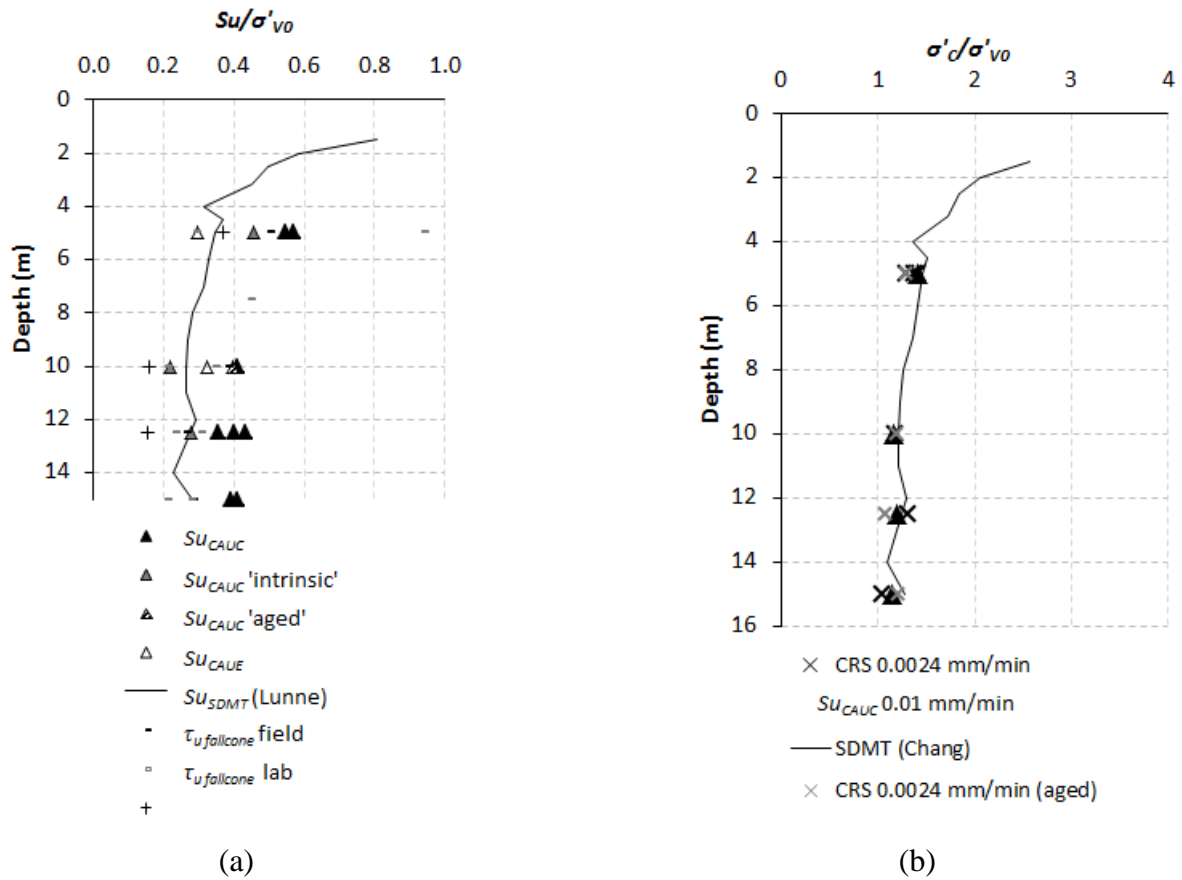 Su/σ'V0
0.0 0.2 0.4 0.6 0.8 1.0
0
2
4
6
8
10
12
14
Depth (m)
SuCAUC
SuCAUC 'intrinsic'
SuCAUC 'aged'
SuCAUE
SuSDMT (Lunne)
τu fallcone field
τu fallcone lab
(a)
σ'C/σ'V0
0 1 2 3 4
0
2
4
6
8
10
12
14
16
Depth (m)
CRS 0.0024 mm/min
SuCAUC 0.01 mm/min
SDMT (Chang)
CRS 0.0024 mm/min (aged)
(b)